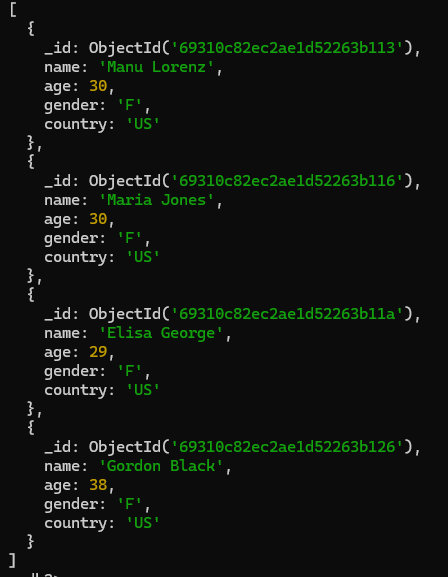 [
  {
    _id: ObjectId('69310c82ec2ae1d52263b113'),
    name: 'Manu Lorenz',
    age: 30,
    gender: 'F',
    country: 'US'
  },
  {
    _id: ObjectId('69310c82ec2ae1d52263b116'),
    name: 'Maria Jones',
    age: 30,
    gender: 'F',
    country: 'US'
  },
  {
    _id: ObjectId('69310c82ec2ae1d52263b11a'),
    name: 'Elisa George',
    age: 29,
    gender: 'F',
    country: 'US'
  },
  {
    _id: ObjectId('69310c82ec2ae1d52263b126'),
    name: 'Gordon Black',
    age: 38,
    gender: 'F',
    country: 'US'
  }
]